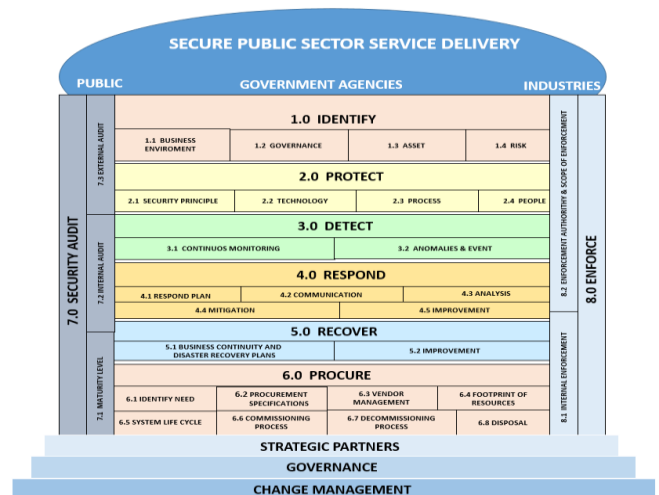 SECURE PUBLIC SECTOR SERVICE DELIVERY
PUBLIC
GOVERNMENT AGENCIES
INDUSTRIES
7.0 SECURITY AUDIT
7.3 EXTERNAL AUDIT
7.2 INTERNAL AUDIT
7.1 MATURITY LEVEL
1.0 IDENTIFY
1.1 BUSINESS
ENVIROMENT
1.2 GOVERNANCE
1.3 ASSET
1.4 RISK
2.0 PROTECT
2.1 SECURITY PRINCIPLE
2.2 TECHNOLOGY
2.3 PROCESS
2.4 PEOPLE
3.0 DETECT
3.1 CONTINUOS MONITORING
3.2 ANOMALIES & EVENT
4.0 RESPOND
4.1 RESPOND PLAN
4.2 COMMUNICATION
4.3 ANALYSIS
4.4 MITIGATION
4.5 IMPROVEMENT
5.0 RECOVER
5.1 BUSINESS CONTINUITY AND
DISASTER RECOVERY PLANS
5.2 IMPROVEMENT
6.0 PROCURE
6.1 IDENTIFY NEED
6.2 PROCUREMENT
SPECIFICATIONS
6.3 VENDOR
MANAGEMENT
6.4 FOOTPRINT OF
RESOURCES
6.5 SYSTEM LIFE CYCLE
6.6 COMMISSIONING
PROCESS
6.7 DECOMMISSIONING
PROCESS
6.8 DISPOSAL
8.2 ENFORCEMENT AUTHORITHY & SCOPE OF ENFORCEMENT
8.1 INTERNAL ENFORCEMENT
8.0 ENFORCE
STRATEGIC PARTNERS
GOVERNANCE
CHANGE MANAGEMENT